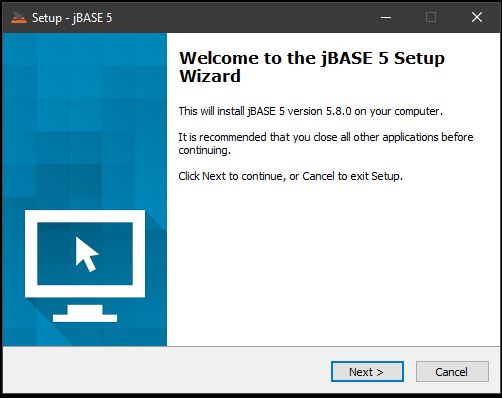 Setup - jBASE 5
Welcome to the jBASE 5 Setup
Wizard
This will install jBASE 5 version 5.8.0 on your computer.
It is recommended that you close all other applications before
continuing.
Click Next to continue, or Cancel to exit Setup.
Next >
Cancel